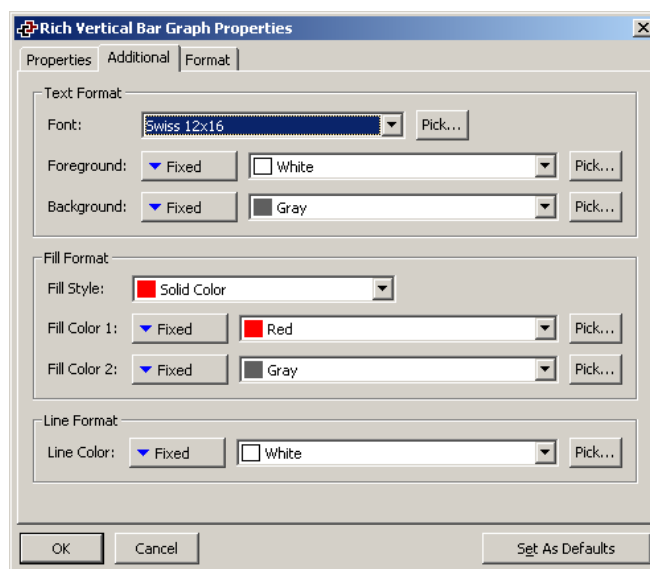 Rich Vertical Bar Graph Properties
Properties Additional Format
Text Format
Font: Swiss 12x16 Pick...
Foreground: Fixed White Pick...
Background: Fixed Gray Pick...
Fill Format
Fill Style: Solid Color
Fill Color 1: Fixed Red Pick...
Fill Color 2: Fixed Gray Pick...
Line Format
Line Color: Fixed White Pick...
OK Cancel Set As Defaults